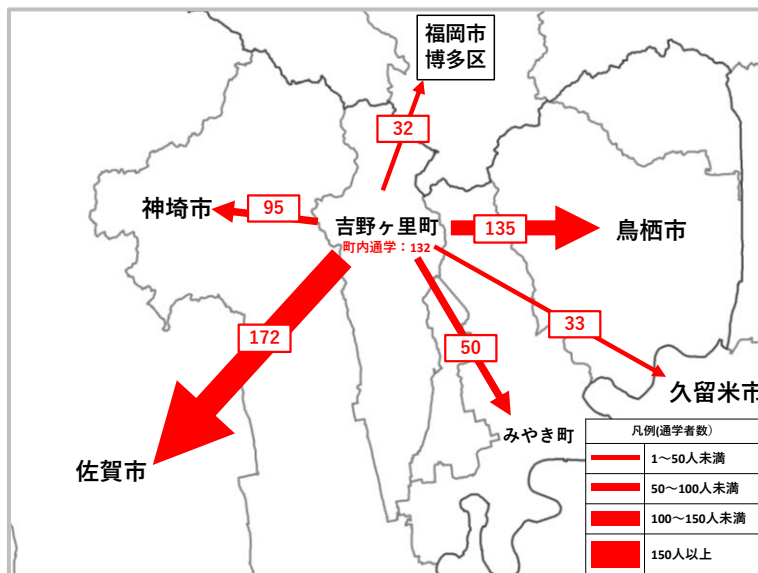 福岡市
博多区
32
神埼市
95
吉野ヶ里町
町内通学：132
135
鳥栖市
172
50
33
久留米市
みやき町
佐賀市
凡例(通学者数）
1〜50人未満
50〜100人未満
100〜150人未満
150人以上